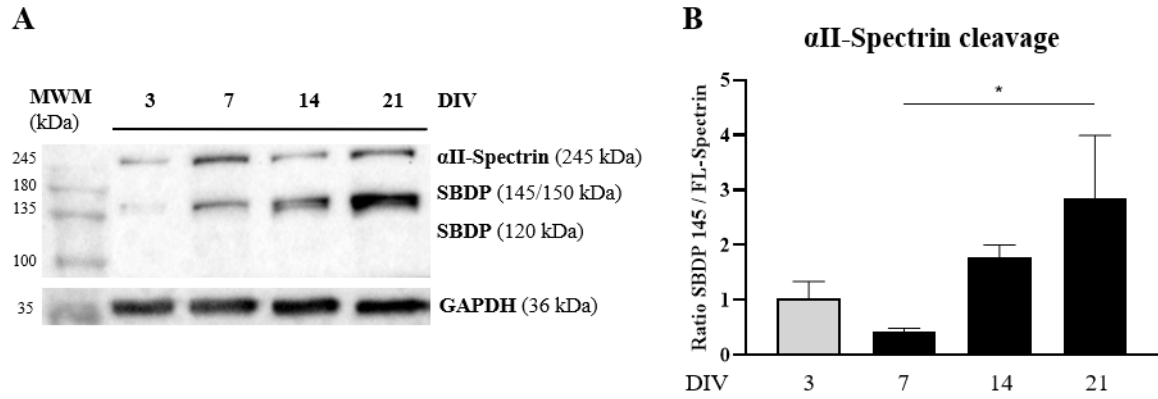 A
MWM
(kDa)
3 7 14 21 DIV
245
180
135
100
35
αII-Spectrin (245 kDa)
SBDP (145/150 kDa)
SBDP (120 kDa)
GAPDH (36 kDa)
B
αII-Spectrin cleavage
Ratio SBDP 145 / FL-Spectrin
5
4
3
2
1
0
*
DIV 3 7 14 21